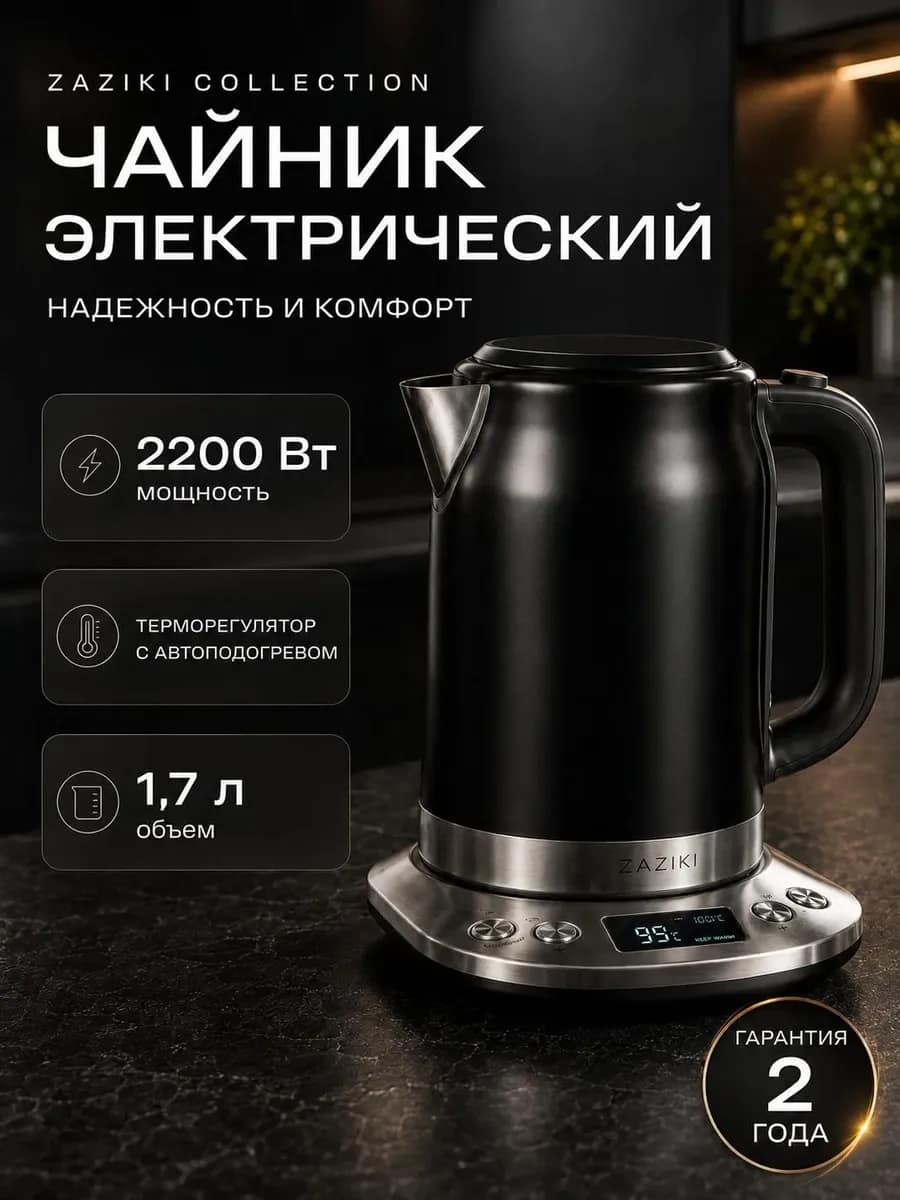 ZAZIKI COLLECTION
ЧАЙНИК
ЭЛЕКТРИЧЕСКИЙ
НАДЕЖНОСТЬ И КОМФОРТ
2200 Вт
мощность
ТЕРМОРЕГУЛЯТОР
С АВТОПОДОГРЕВОМ
1,7 л
объем
ZAZIKI
100°C
99°C
KEEP WARM
ГАРАНТИЯ
2
ГОДА